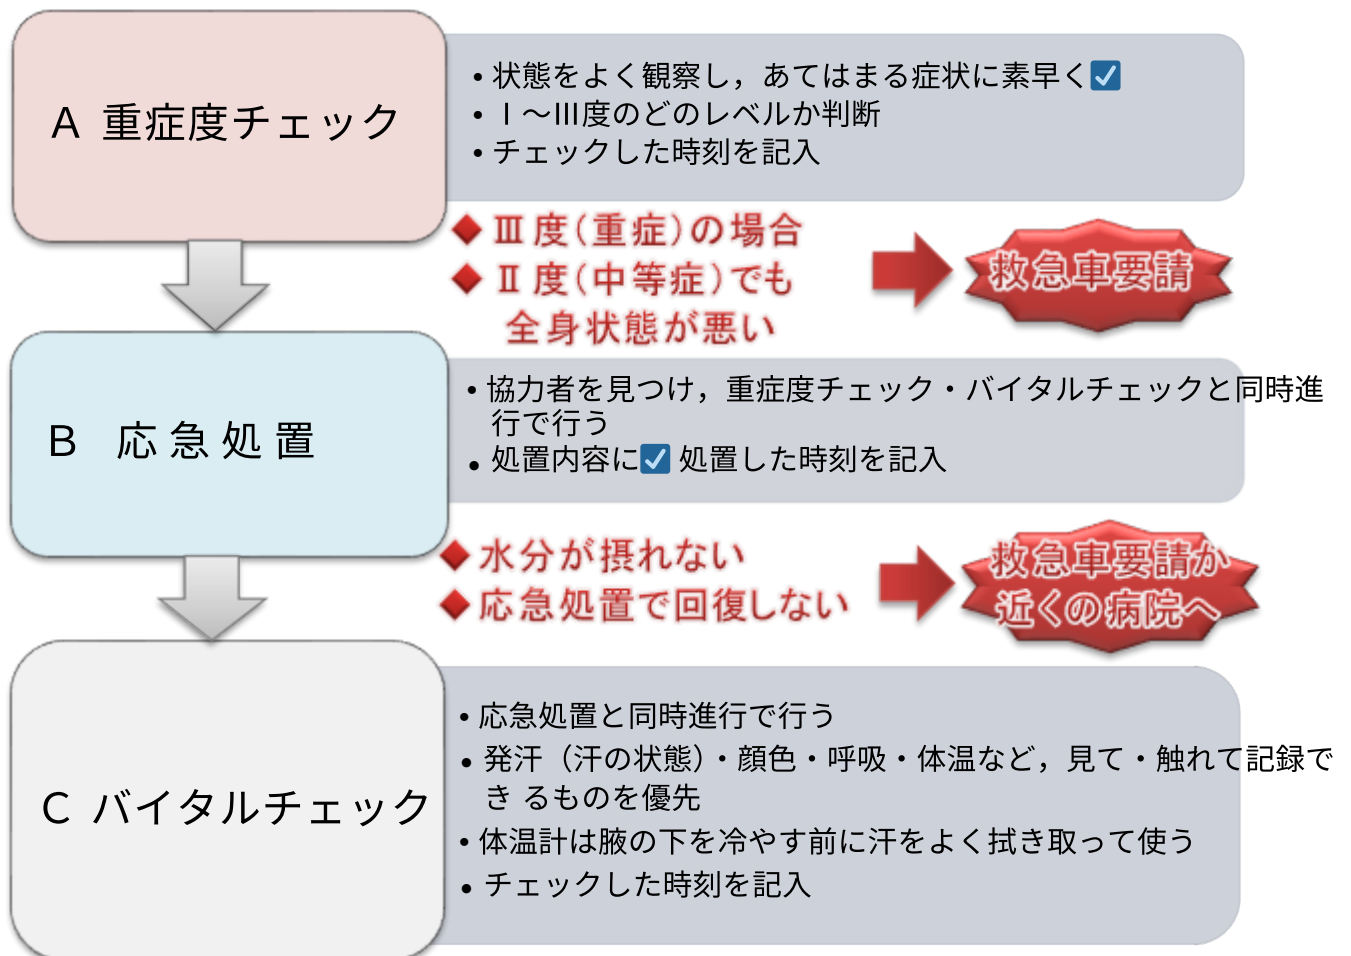 A 重症度チェック
• 状態をよく観察し，あてはまる症状に素早く☑
• Ⅰ～Ⅲ度のどのレベルか判断
• チェックした時刻を記入
◆ Ⅲ度（重症）の場合
◆ Ⅱ度（中等症）でも
全身状態が悪い
救急車要請
B 応急処置
• 協力者を見つけ，重症度チェック・バイタルチェックと同時進
行で行う
• 処置内容に☑ 処置した時刻を記入
◆ 水分が摂れない
◆ 応急処置で回復しない
救急車要請か
近くの病院へ
C バイタルチェック
• 応急処置と同時進行で行う
• 発汗（汗の状態）・顔色・呼吸・体温など，見て・触れて記録で
き るものを優先
• 体温計は腋の下を冷やす前に汗をよく拭き取って使う
• チェックした時刻を記入